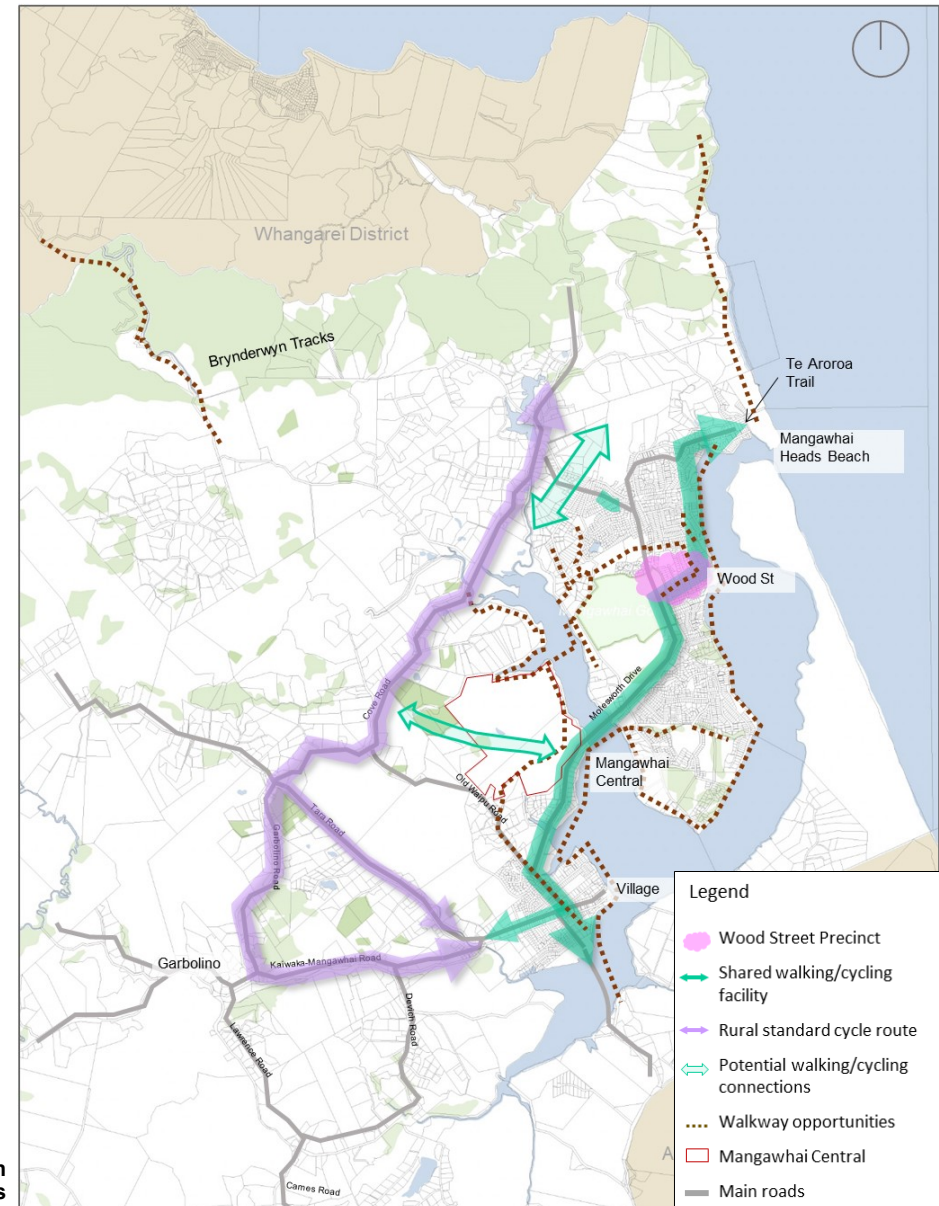 Whangarei District
Brynderwyn Tracks
Te Aroroa
Trail
Mangawhai
Heads Beach
Wood St
Cove Road
Molesworth Drive
Mangawhai
Central
Old Waipu Road
Tara Road
Garbolino Road
Village
Garbolino
Kaiwaka-Mangawhai Road
Devich Road
Lawrence Road
Cames Road
Legend
Wood Street Precinct
Shared walking/cycling
facility
Rural standard cycle route
Potential walking/cycling
connections
Walkway opportunities
Mangawhai Central
Main roads
A
n
s